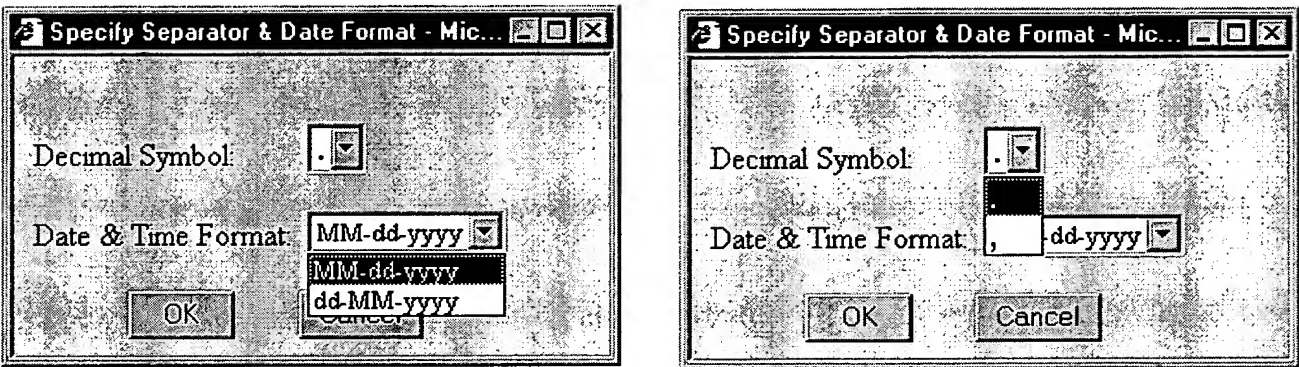 Specify Separator & Date Format - Mic...
Decimal Symbol: .
Date & Time Format: MM-dd-yyyy
MM-dd-yyyy
dd-MM-yyyy
OK Cancel
Specify Separator & Date Format - Mic...
Decimal Symbol: .
.
Date & Time Format: , -dd-yyyy
OK Cancel